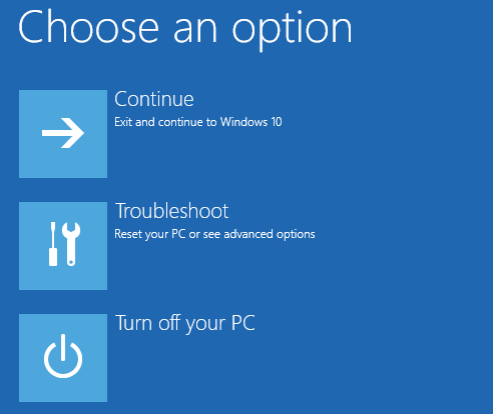 Choose an option
Continue
Exit and continue to Windows 10
Troubleshoot
Reset your PC or see advanced options
Turn off your PC